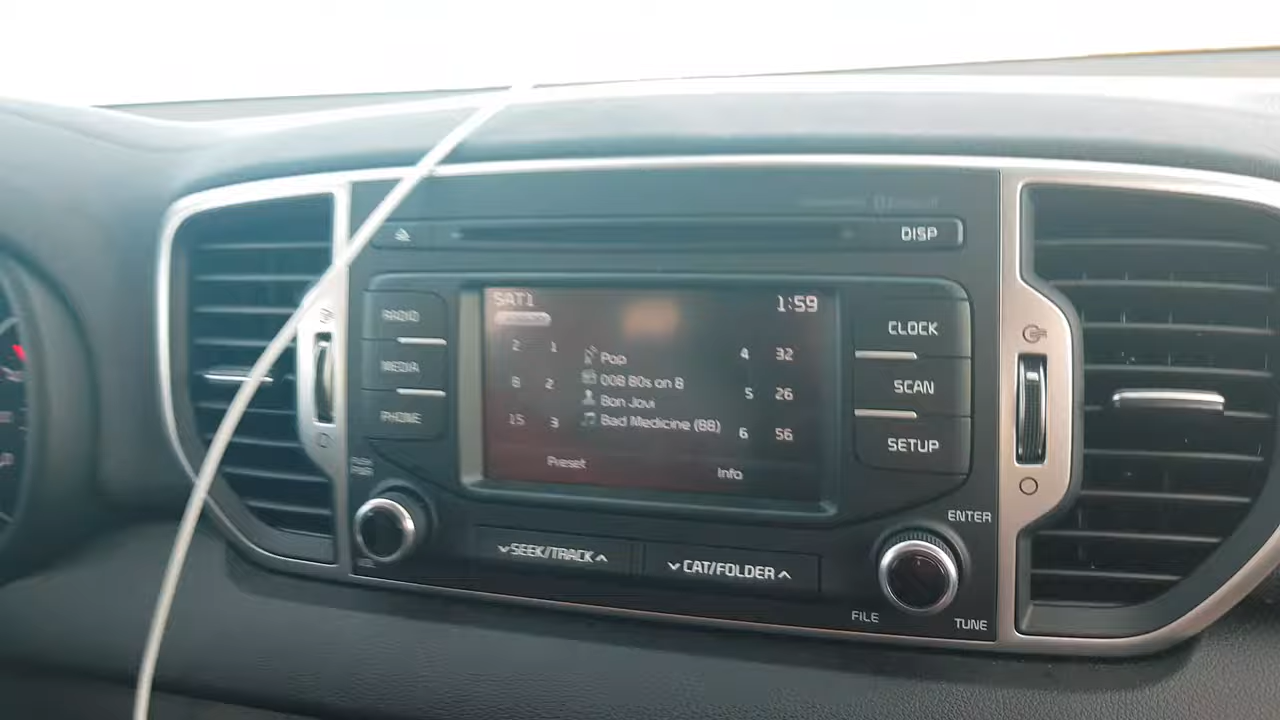 DISP
RADIO
MEDIA
PHONE
SAT1
1:59
2 1
8 2
15 3
Pop
008 80s on 8
Bon Jovi
Bad Medicine (88)
4 32
5 26
6 56
Preset
Info
CLOCK
SCAN
SETUP
SEEK/TRACK
CAT/FOLDER
ENTER
FILE
TUNE